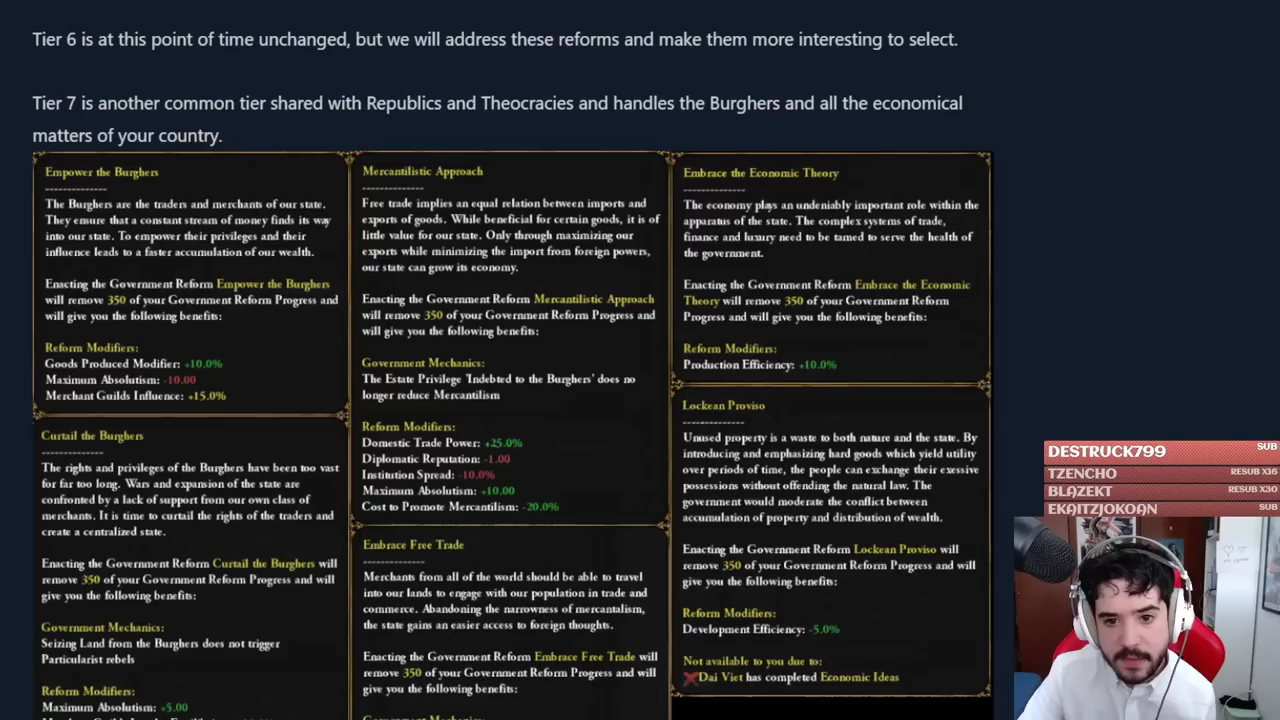 Tier 6 is at this point of time unchanged, but we will address these reforms and make them more interesting to select.
Tier 7 is another common tier shared with Republics and Theocracies and handles the Burghers and all the economical
matters of your country.
Empower the Burghers
--------------
The Burghers are the traders and merchants of our state.
They ensure that a constant stream of money finds its way
into our state. To empower their privileges and their
influence leads to a faster accumulation of our wealth.
Enacting the Government Reform Empower the Burghers
will remove 350 of your Government Reform Progress and
will give you the following benefits:
Reform Modifiers:
Goods Produced Modifier: +10.0%
Maximum Absolutism: -10.00
Merchant Guilds Influence: +15.0%
Curtail the Burghers
--------------
The rights and privileges of the Burghers have been too vast
for far too long. Wars and expansion of the state are
confronted by a lack of support from our own class of
merchants. It is time to curtail the rights of the traders and
create a centralized state.
Enacting the Government Reform Curtail the Burghers will
remove 350 of your Government Reform Progress and will
give you the following benefits:
Government Mechanics:
Seizing Land from the Burghers does not trigger
Particularist rebels
Reform Modifiers:
Maximum Absolutism: +5.00
Mercantilistic Approach
--------------
Free trade implies an equal relation between imports and
exports of goods. While beneficial for certain goods, it is of
little value for our state. Only through maximizing our
exports while minimizing the import from foreign powers,
our state can grow its economy.
Enacting the Government Reform Mercantilistic Approach
will remove 350 of your Government Reform Progress and
will give you the following benefits:
Government Mechanics:
The Estate Privilege 'Indebted to the Burghers' does no
longer reduce Mercantilism
Reform Modifiers:
Domestic Trade Power: +25.0%
Diplomatic Reputation: -1.00
Institution Spread: -10.0%
Maximum Absolutism: +10.00
Cost to Promote Mercantilism: -20.0%
Embrace Free Trade
--------------
Merchants from all of the world should be able to travel
into our lands to engage with our population in trade and
commerce. Abandoning the narrowness of mercantalism,
the state gains an easier access to foreign thoughts.
Enacting the Government Reform Embrace Free Trade will
remove 350 of your Government Reform Progress and will
give you the following benefits:
Embrace the Economic Theory
--------------
The economy plays an undeniably important role within the
apparatus of the state. The complex systems of trade,
finance and luxury need to be tamed to serve the health of
the government.
Enacting the Government Reform Embrace the Economic
Theory will remove 350 of your Government Reform
Progress and will give you the following benefits:
Reform Modifiers:
Production Efficiency: +10.0%
Lockean Proviso
--------------
Unused property is a waste to both nature and the state. By
introducing and emphasizing hard goods which yield utility
over periods of time, the people can exchange their exessive
possessions without offending the natural law. The
government would moderate the conflict between
accumulation of property and distribution of wealth.
Enacting the Government Reform Lockean Proviso will
remove 350 of your Government Reform Progress and will
give you the following benefits:
Reform Modifiers:
Development Efficiency: -5.0%
Not available to you due to:
Dai Viet has completed Economic Ideas
DESTRUCK799 SUB
TZENCHO RESUB X16
BLAZEKT RESUB X30
EKAITZJOKOAN SUB